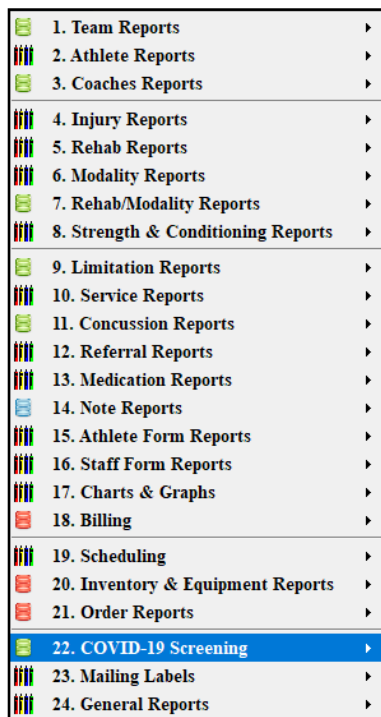 1. Team Reports
2. Athlete Reports
3. Coaches Reports
4. Injury Reports
5. Rehab Reports
6. Modality Reports
7. Rehab/Modality Reports
8. Strength & Conditioning Reports
9. Limitation Reports
10. Service Reports
11. Concussion Reports
12. Referral Reports
13. Medication Reports
14. Note Reports
15. Athlete Form Reports
16. Staff Form Reports
17. Charts & Graphs
18. Billing
19. Scheduling
20. Inventory & Equipment Reports
21. Order Reports
22. COVID-19 Screening
23. Mailing Labels
24. General Reports